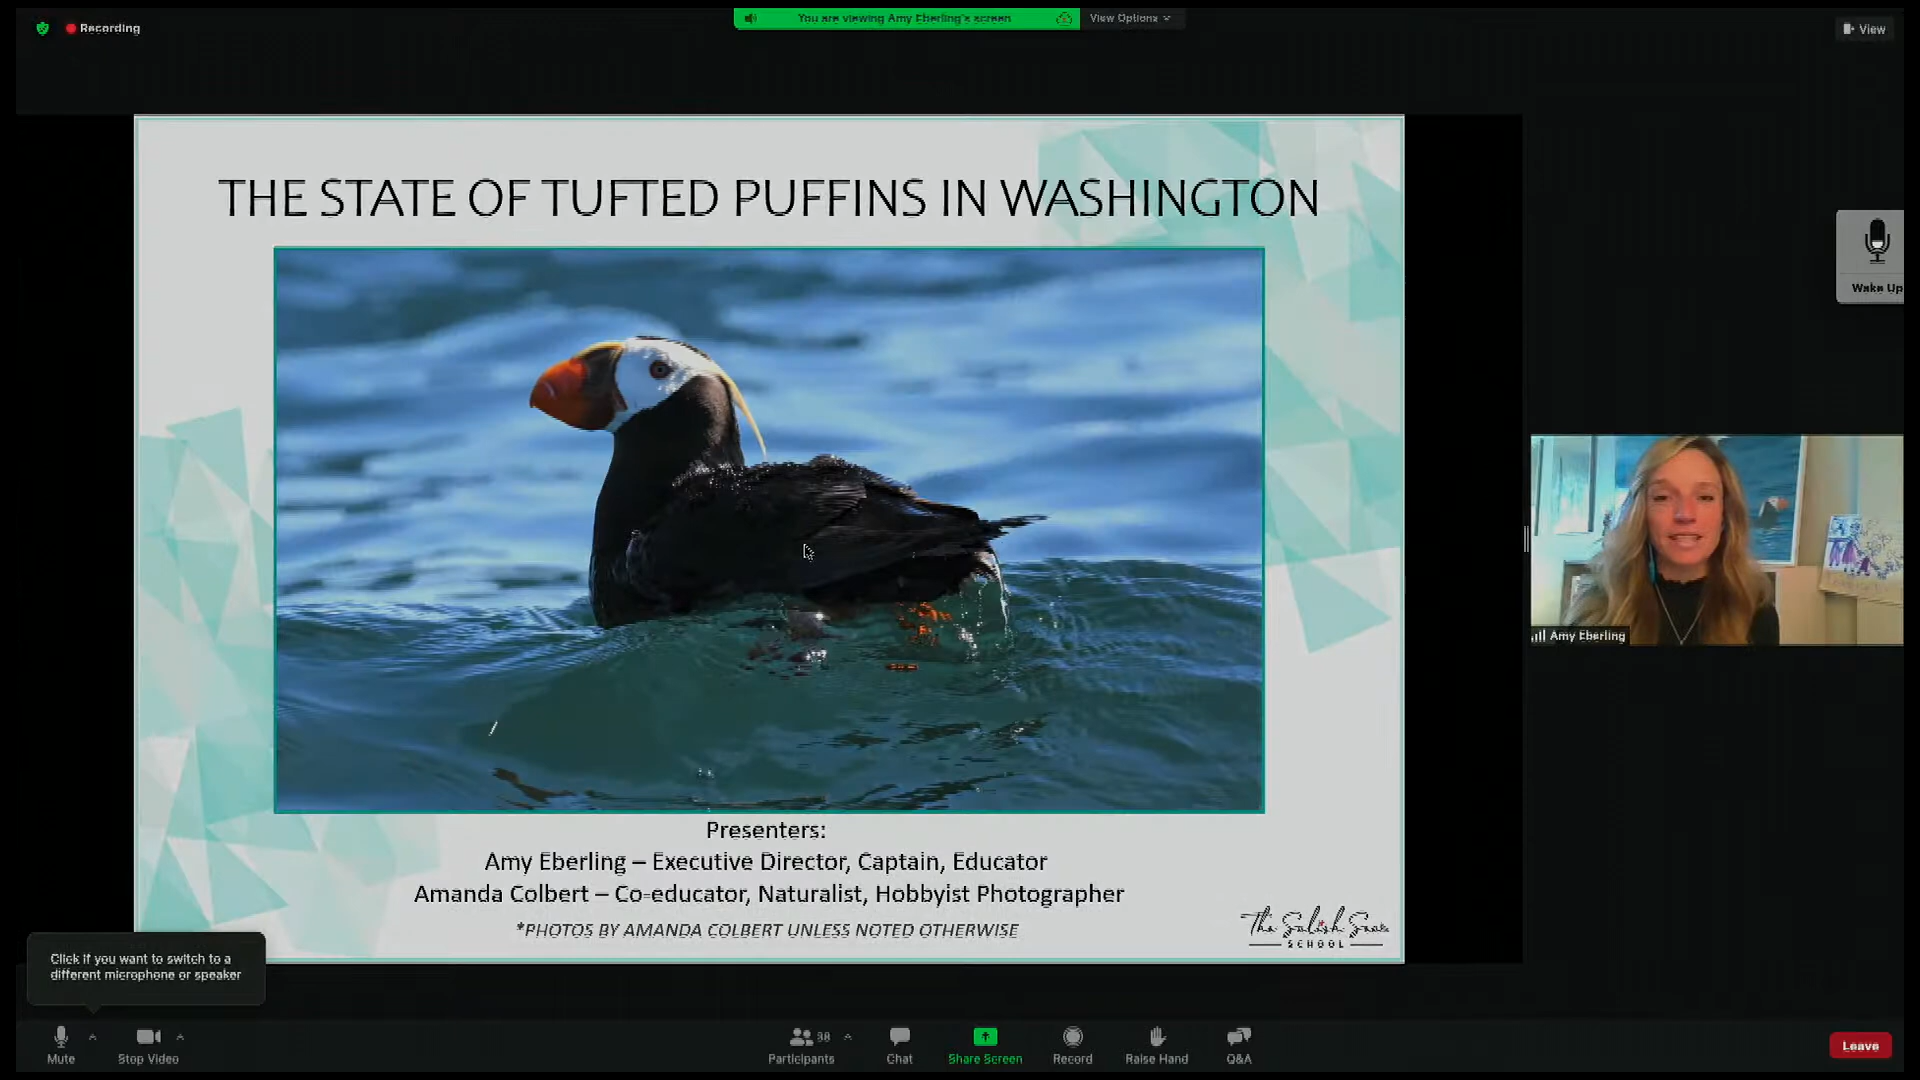 Recording
You are viewing Amy Eberling's screen
View Options
View
THE STATE OF TUFTED PUFFINS IN WASHINGTON
Wake Up
Amy Eberling
Presenters:
Amy Eberling – Executive Director, Captain, Educator
Amanda Colbert – Co-educator, Naturalist, Hobbyist Photographer
*PHOTOS BY AMANDA COLBERT UNLESS NOTED OTHERWISE
The Salish Sea
SCHOOL
Click if you want to switch to a
different microphone or speaker
Mute
Stop Video
Participants
38
Chat
Share Screen
Record
Raise Hand
Q&A
Leave